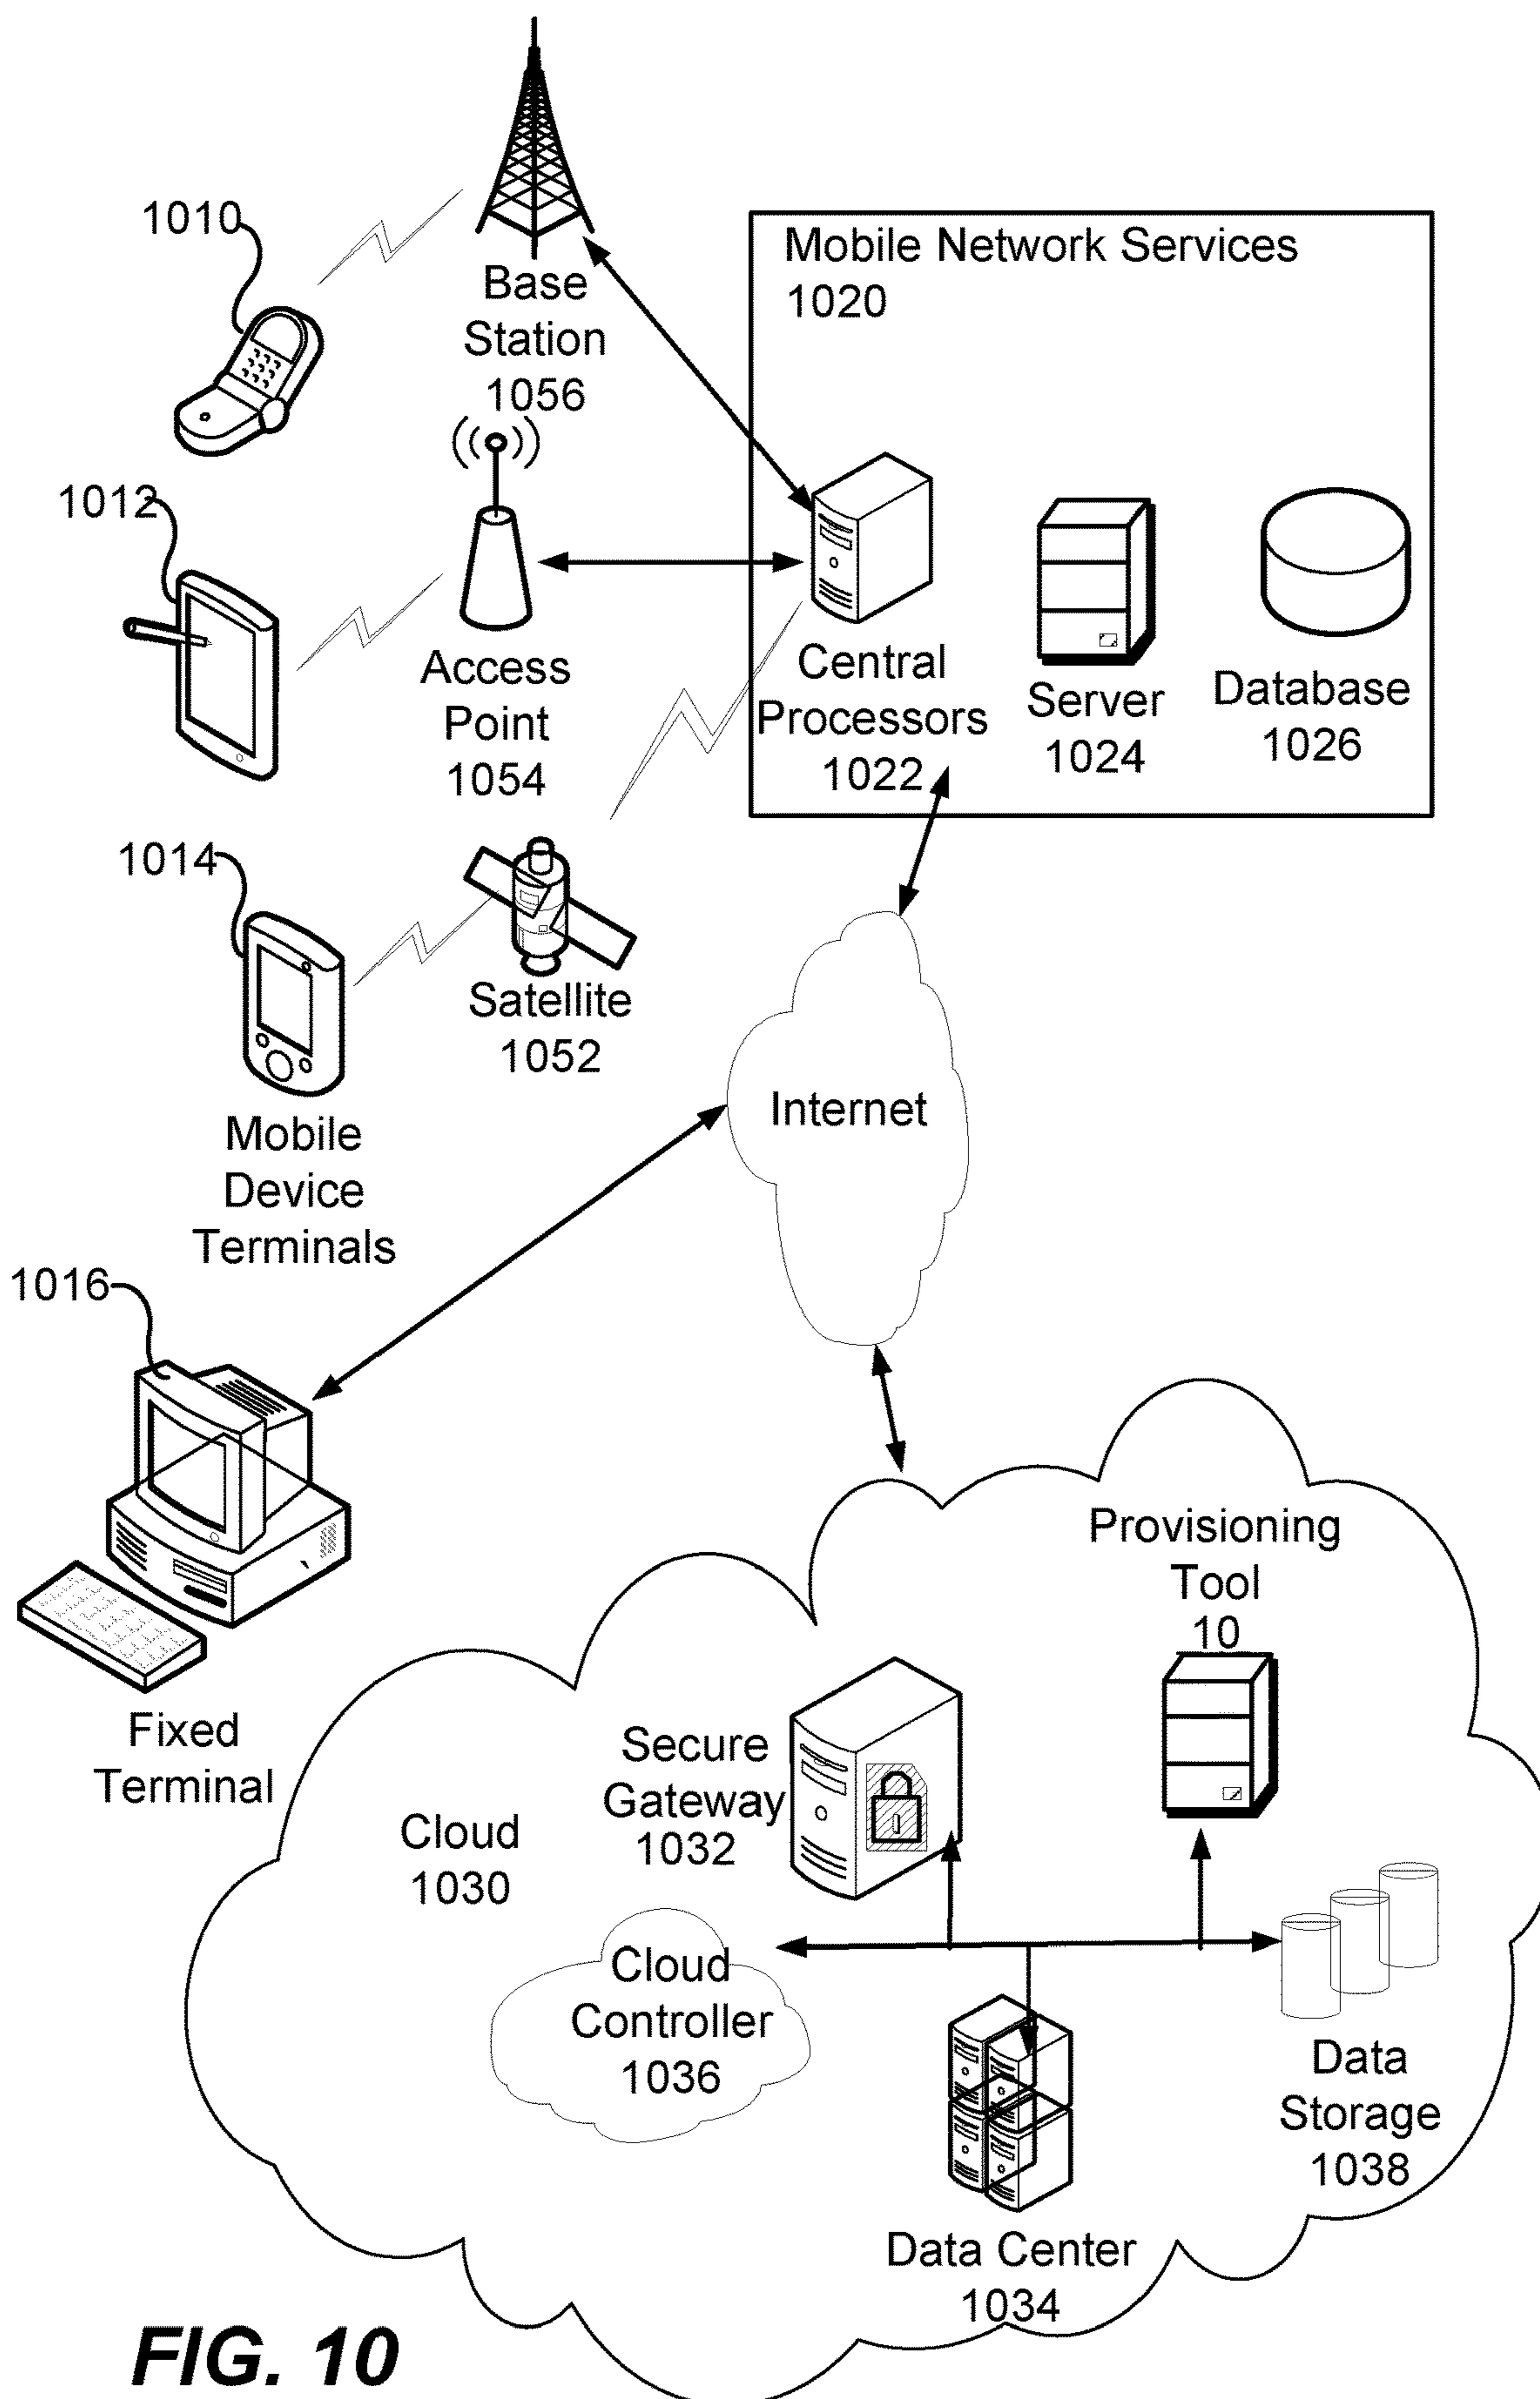 1010
Base
Station
1056
Mobile Network Services
1020
1012
Access
Point
1054
Central
Processors
1022
Server
1024
Database
1026
1014
Satellite
1052
Mobile
Device
Terminals
Internet
1016
Fixed
Terminal
Provisioning
Tool
10
Secure
Gateway
1032
Cloud
1030
Cloud
Controller
1036
Data
Storage
1038
Data Center
1034
FIG. 10